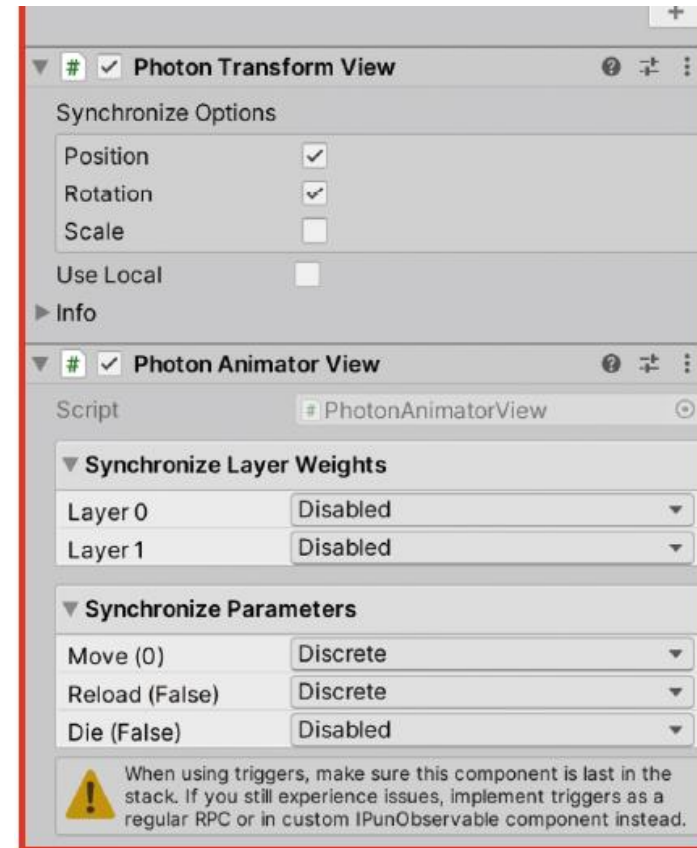 Photon Transform View
Synchronize Options
Position
Rotation
Scale
Use Local
Info
# Photon Animator View
Script # PhotonAnimatorView
Synchronize Layer Weights
Layer 0 Disabled
Layer 1 Disabled
Synchronize Parameters
Move (0) Discrete
Reload (False) Discrete
Die (False) Disabled
When using triggers, make sure this component is last in the
stack. If you still experience issues, implement triggers as a
regular RPC or in custom IPunObservable component instead.